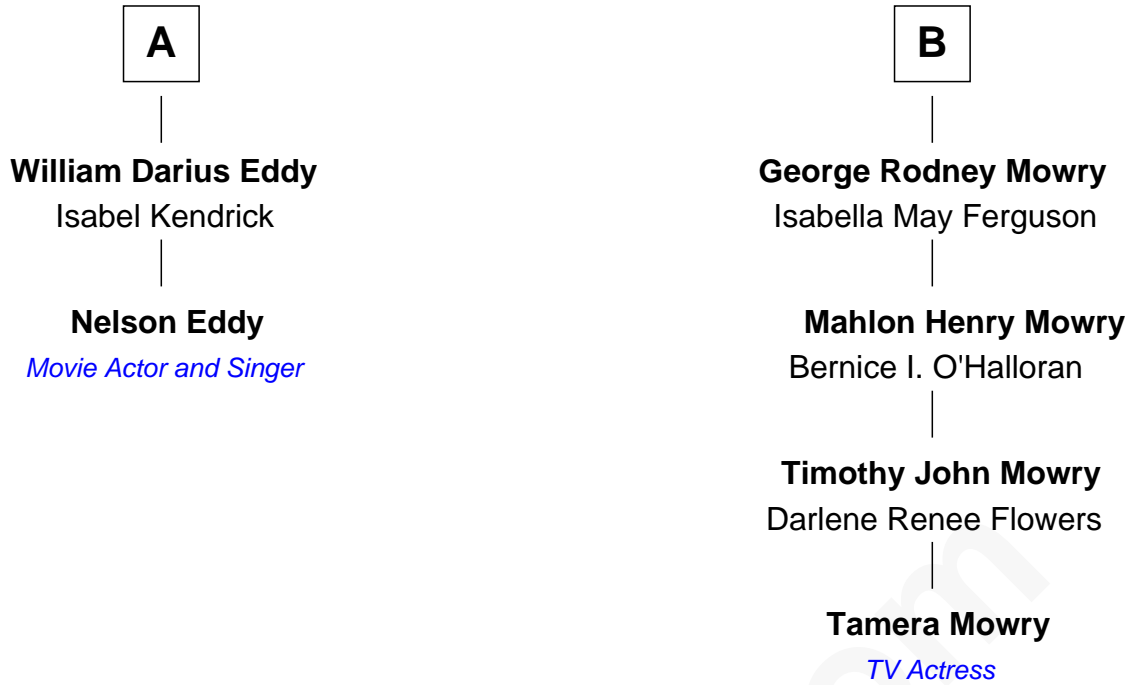 A
William Darius Eddy
Isabel Kendrick
Nelson Eddy
Movie Actor and Singer
B
George Rodney Mowry
Isabella May Ferguson
Mahlon Henry Mowry
Bernice I. O'Halloran
Timothy John Mowry
Darlene Renee Flowers
Tamera Mowry
TV Actress